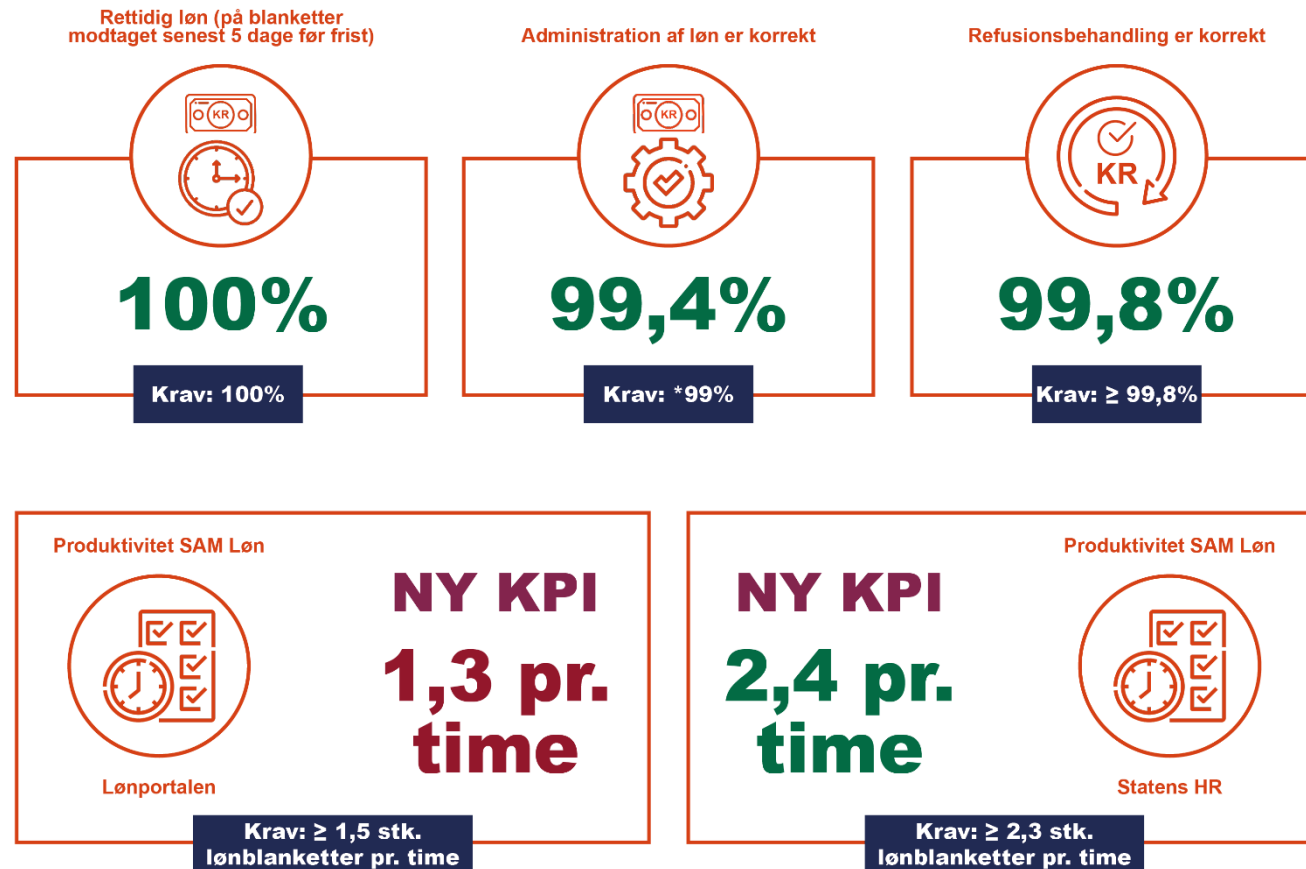 Rettidig løn (på blanketter
modtaget senest 5 dage før frist)
Administration af løn er korrekt
Refusionsbehandling er korrekt
KR
KR
KR
100%
99,4%
99,8%
Krav: 100%
Krav: *99%
Krav: ≥ 99,8%
Produktivitet SAM Løn
NY KPI
1,3 pr.
time
Lønportalen
Krav: ≥ 1,5 stk.
lønblanketter pr. time
Produktivitet SAM Løn
NY KPI
2,4 pr.
time
Statens HR
Krav: ≥ 2,3 stk.
lønblanketter pr. time